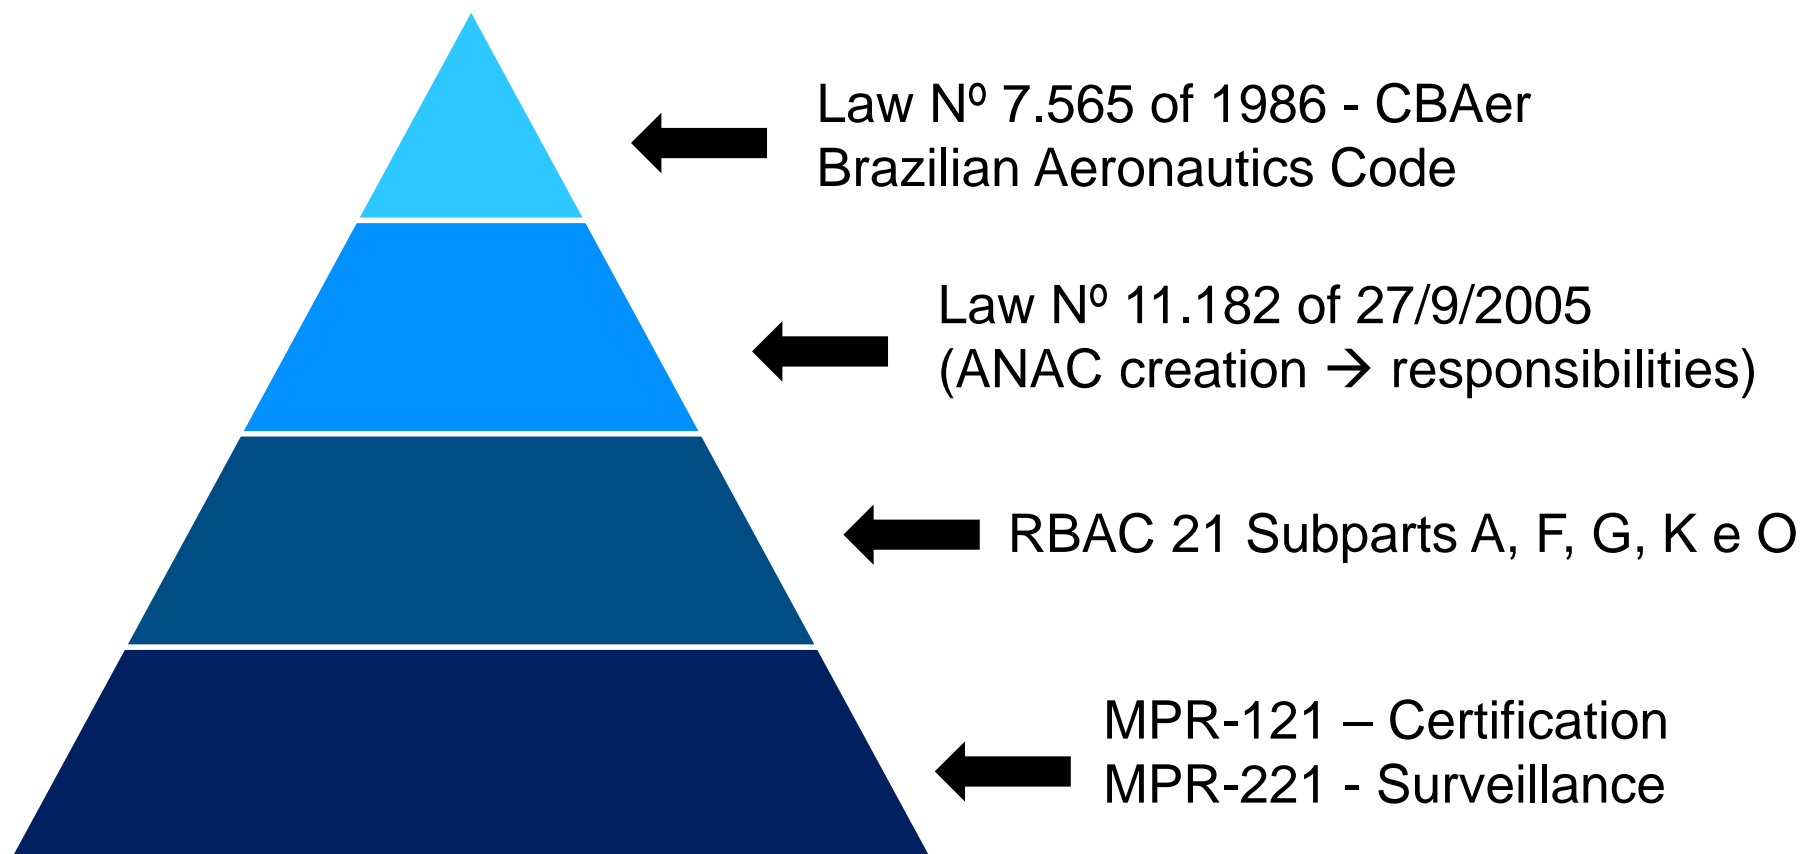 Law Nº 7.565 of 1986 - CBAer
Brazilian Aeronautics Code
Law Nº 11.182 of 27/9/2005
(ANAC creation → responsibilities)
RBAC 21 Subparts A, F, G, K e O
MPR-121 – Certification
MPR-221 - Surveillance